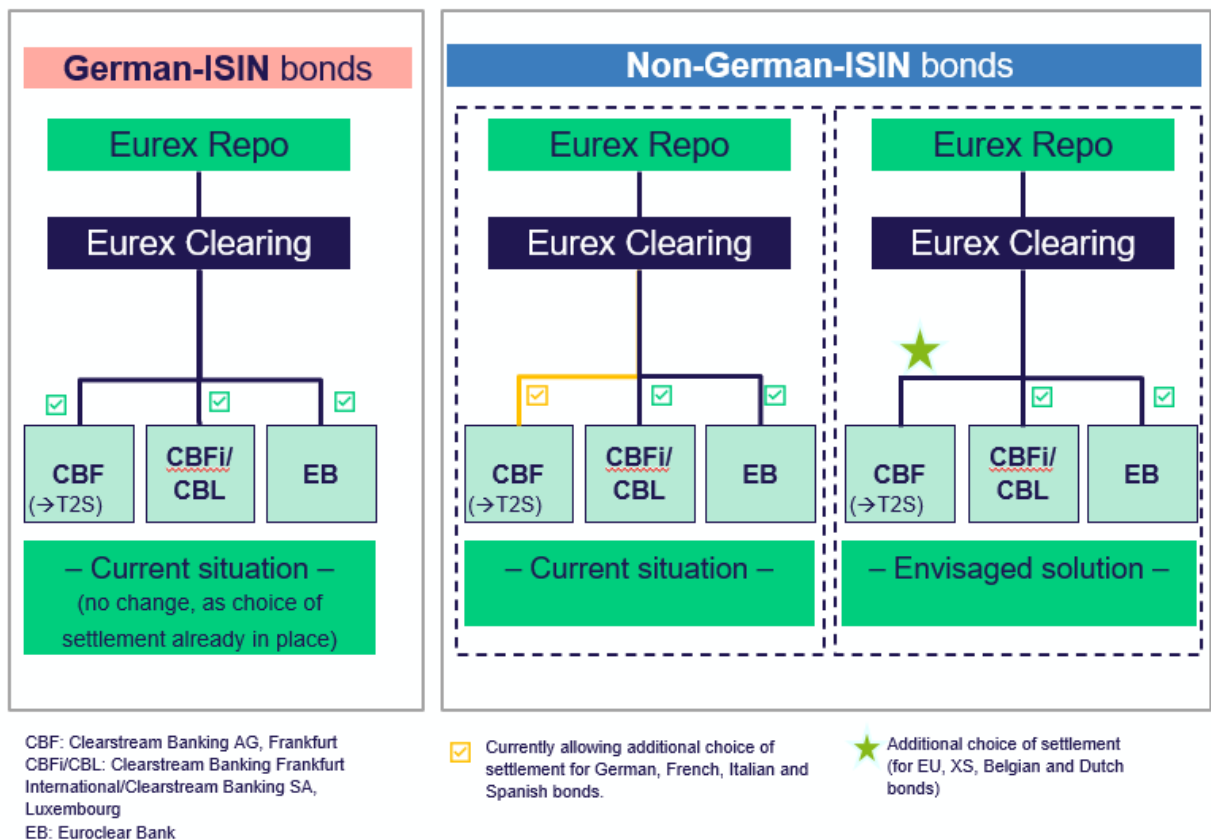 German-ISIN bonds
Eurex Repo
Eurex Clearing
CBF
(→T2S)
CBFi/
CBL
EB
– Current situation –
(no change, as choice of
settlement already in place)
Non-German-ISIN bonds
Eurex Repo
Eurex Clearing
CBF
(→T2S)
CBFi/
CBL
EB
– Current situation –
Eurex Repo
Eurex Clearing
CBF
(→T2S)
CBFi/
CBL
EB
– Envisaged solution –
CBF: Clearstream Banking AG, Frankfurt
CBFi/CBL: Clearstream Banking Frankfurt
International/Clearstream Banking SA,
Luxembourg
EB: Euroclear Bank
Currently allowing additional choice of
settlement for German, French, Italian and
Spanish bonds.
Additional choice of settlement
(for EU, XS, Belgian and Dutch
bonds)